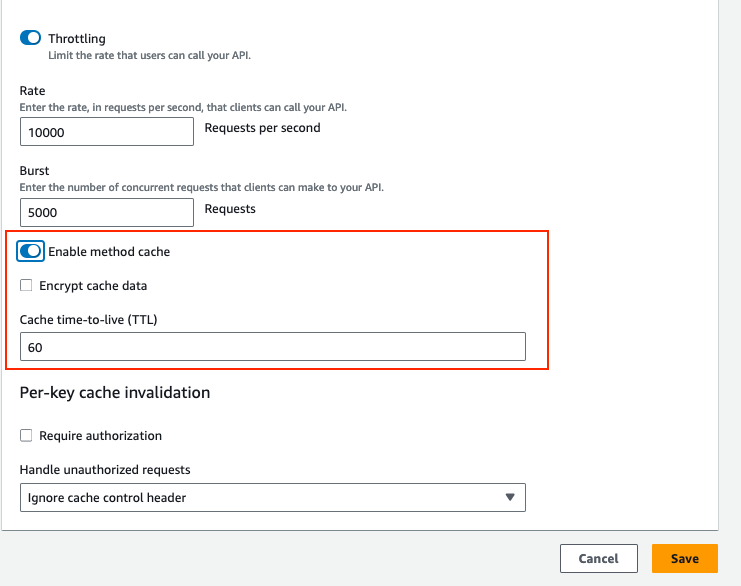 Throttling
Limit the rate that users can call your API.
Rate
Enter the rate, in requests per second, that clients can call your API.
10000 Requests per second
Burst
Enter the number of concurrent requests that clients can make to your API.
5000 Requests
Enable method cache
Encrypt cache data
Cache time-to-live (TTL)
60
Per-key cache invalidation
Require authorization
Handle unauthorized requests
Ignore cache control header
Cancel Save